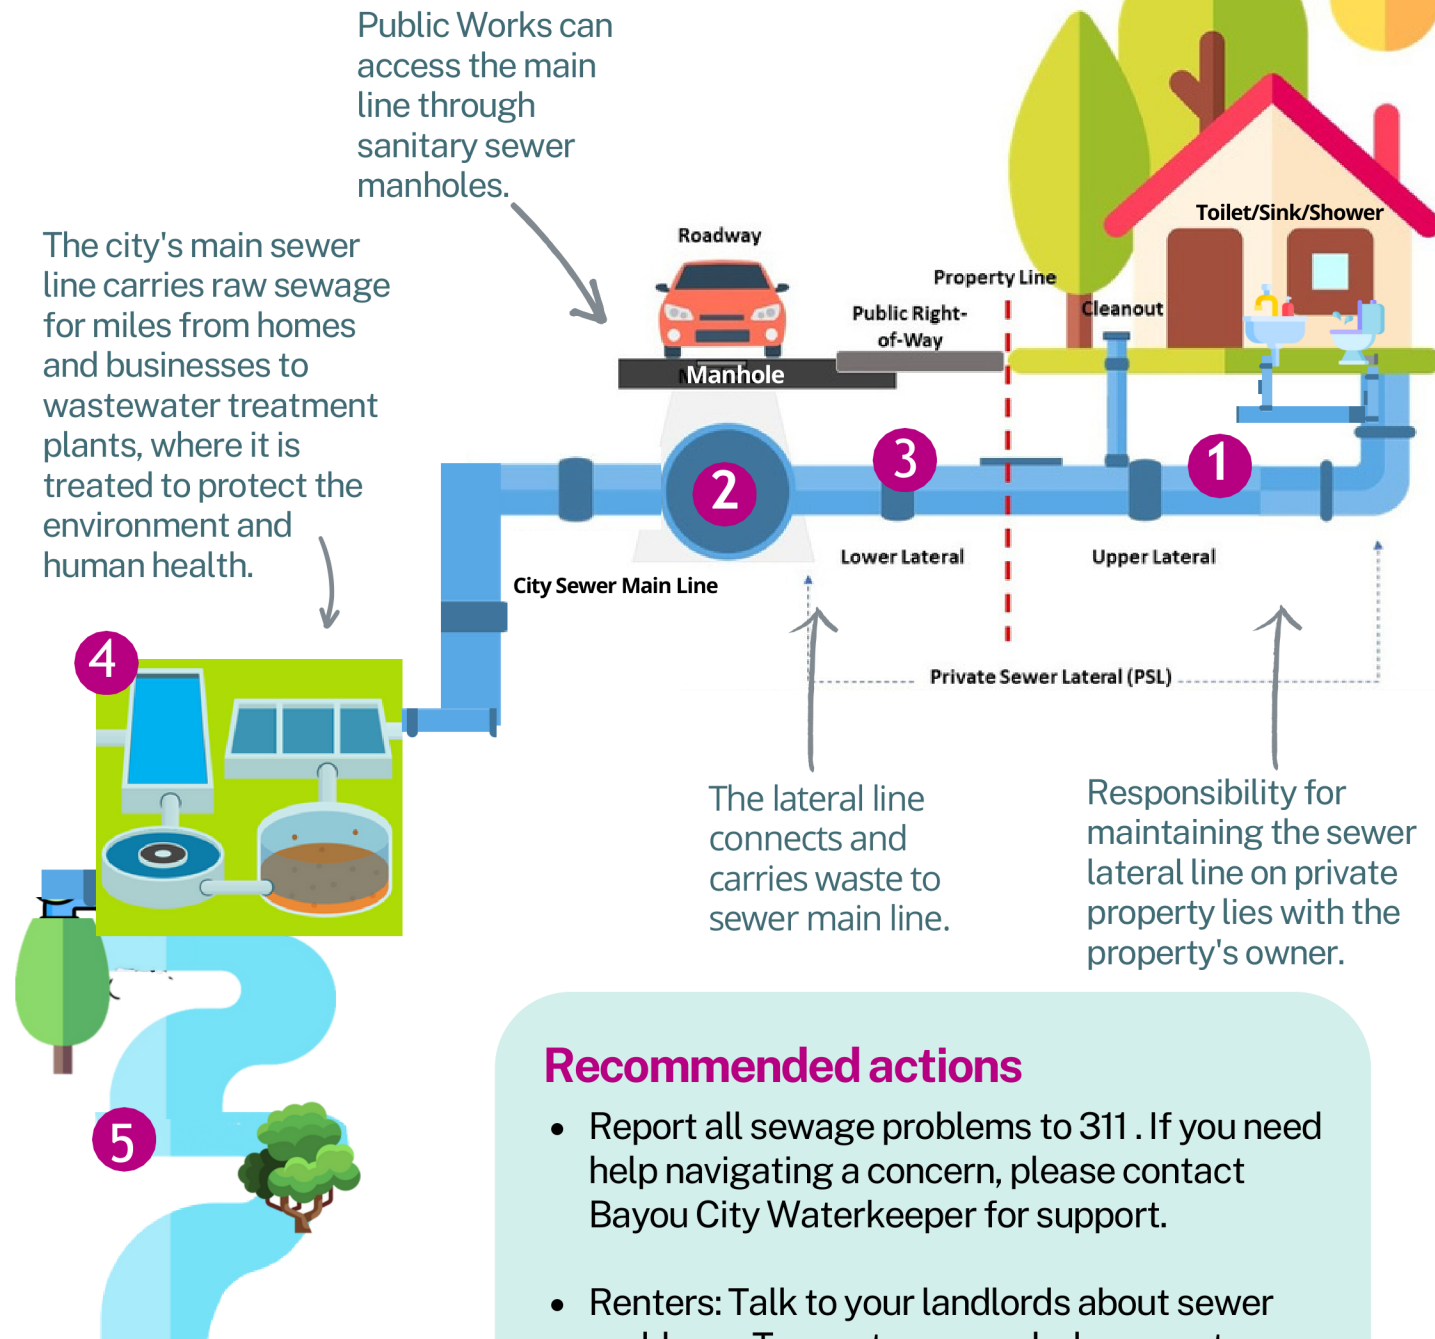 Public Works can
access the main
line through
sanitary sewer
manholes.
The city's main sewer
line carries raw sewage
for miles from homes
and businesses to
wastewater treatment
plants, where it is
treated to protect the
environment and
human health.
Roadway
Manhole
Public Right-
of-Way
Property Line
Cleanout
Toilet/Sink/Shower
1
2
3
Lower Lateral
Upper Lateral
City Sewer Main Line
Private Sewer Lateral (PSL)
4
The lateral line
connects and
carries waste to
sewer main line.
Responsibility for
maintaining the sewer
lateral line on private
property lies with the
property's owner.
5
Recommended actions
• Report all sewage problems to 311 . If you need
help navigating a concern, please contact
Bayou City Waterkeeper for support.
• Renters: Talk to your landlords about sewer